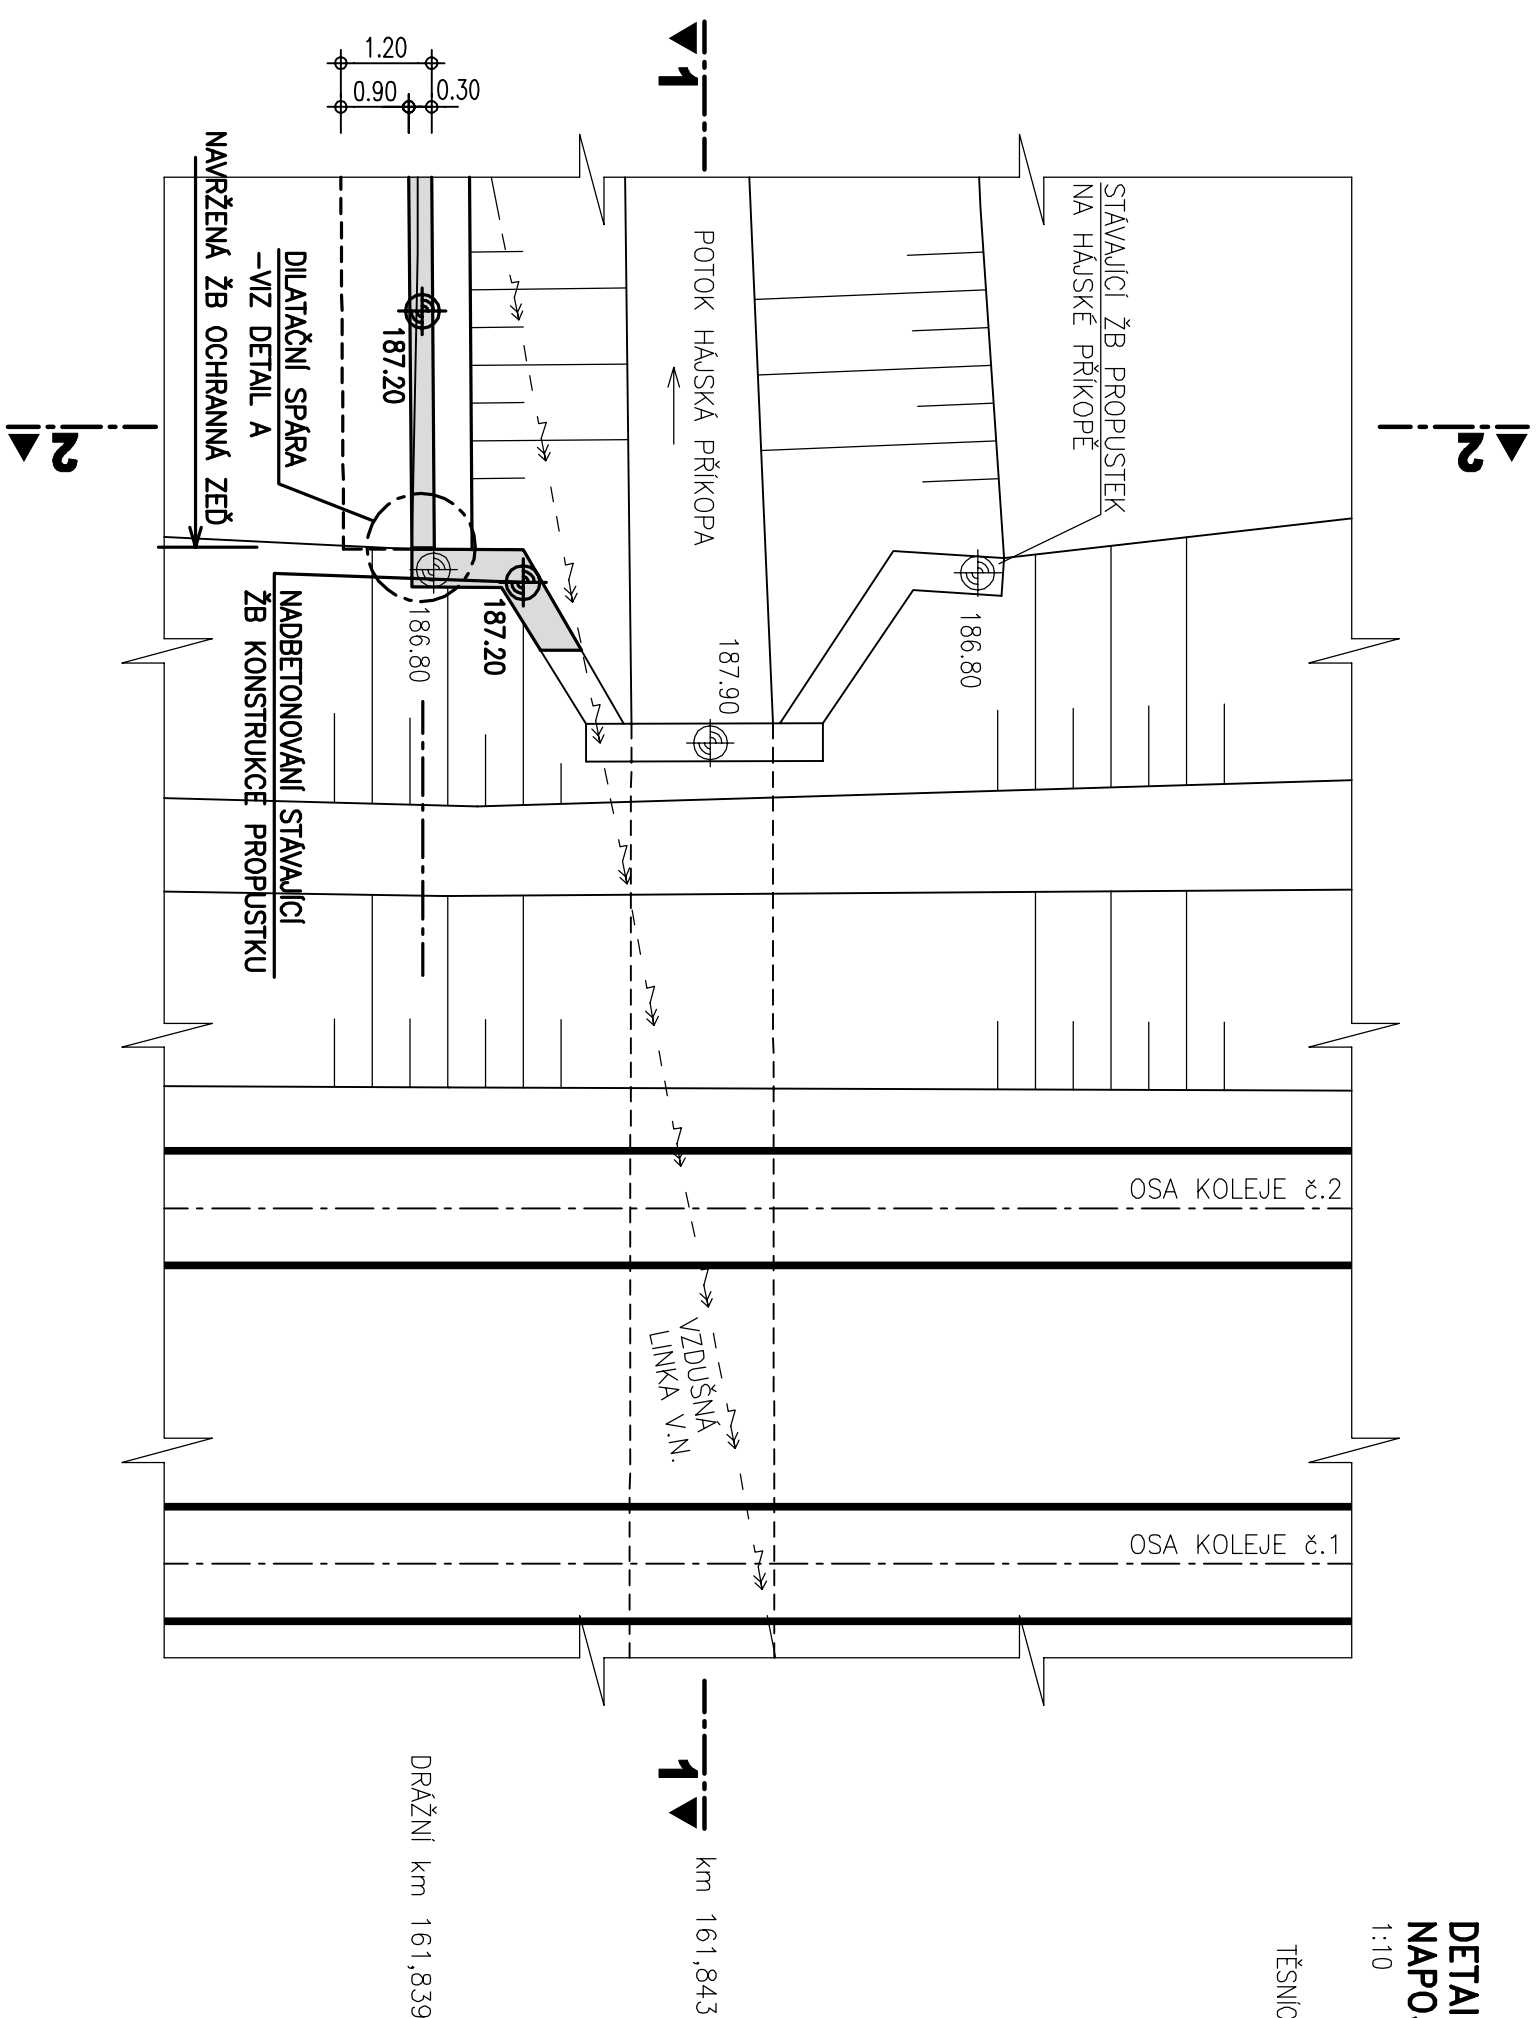 1.20
0.90
0.30
1
2
2
STÁVAJÍCÍ ŽB PROPUSTEK
NA HÁJSKÉ PŘÍKOPĚ
POTOK HÁJSKÁ PŘÍKOPA
187.20
DILATAČNÍ SPÁRA
-VIZ DETAIL A
NAVRŽENÁ ŽB OCHRANNÁ ZEĎ
186.80
187.90
187.20
186.80
NADBETONOVÁNÍ STÁVAJÍCÍ
ŽB KONSTRUKCE PROPUSTKU
OSA KOLEJE č.2
VZDUŠNÁ
LINKA V.N.
OSA KOLEJE č.1
1
km 161,843
DRÁŽNÍ km 161,839
DETAI
NAPO
1:10
TĚSNÍC